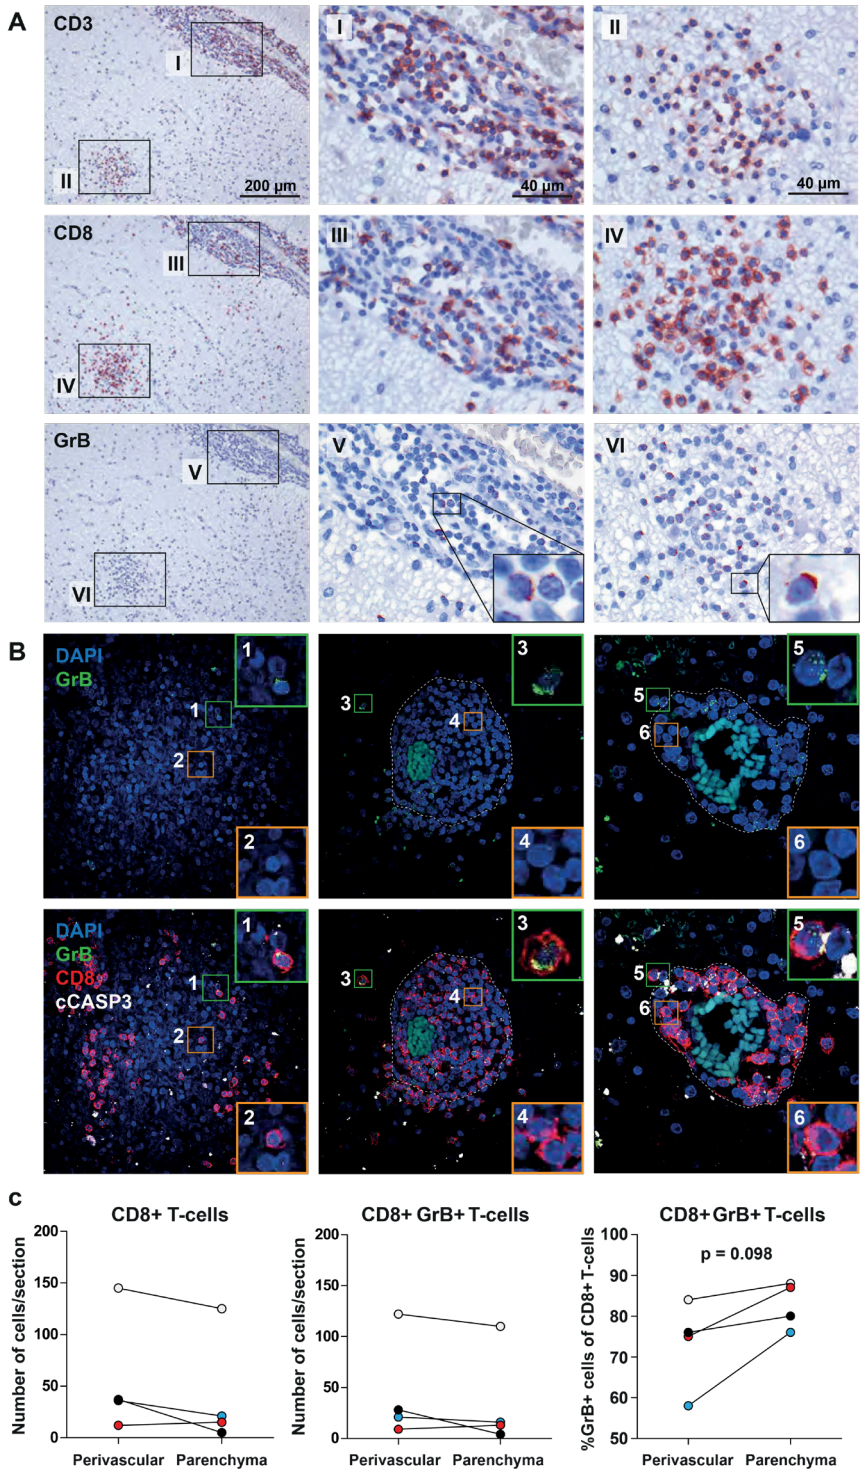 A
CD3
I
II
200 µm
I
40 µm
II
40 µm
CD8
III
IV
III
IV
GrB
V
VI
V
VI
B
DAPI
GrB
1
2
1
2
3
4
3
4
5
6
5
6
DAPI
GrB
CD8
cCASP3
1
2
1
2
3
4
3
4
5
6
5
6
c
CD8+ T-cells
Number of cells/section
200
150
100
50
0
Perivascular Parenchyma
CD8+ GrB+ T-cells
Number of cells/section
200
150
100
50
0
Perivascular Parenchyma
CD8+ GrB+ T-cells
%GrB+ cells of CD8+ T-cells
p = 0.098
100
90
80
70
60
50
Perivascular Parenchyma